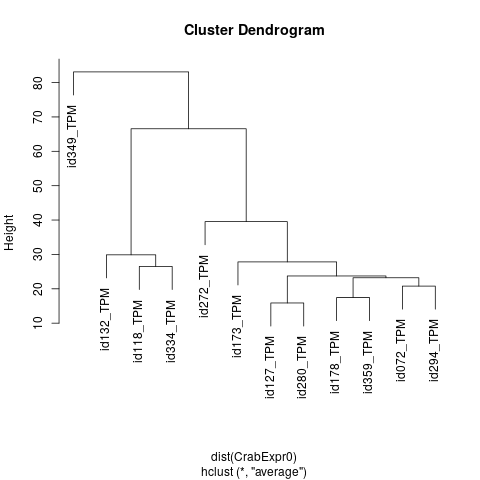 Cluster Dendrogram
Height
80
70
60
50
40
30
20
10
id349_TPM
id132_TPM
id118_TPM
id334_TPM
id272_TPM
id173_TPM
id127_TPM
id280_TPM
id178_TPM
id359_TPM
id072_TPM
id294_TPM
dist(CrabExpr0)
hclust (*, "average")